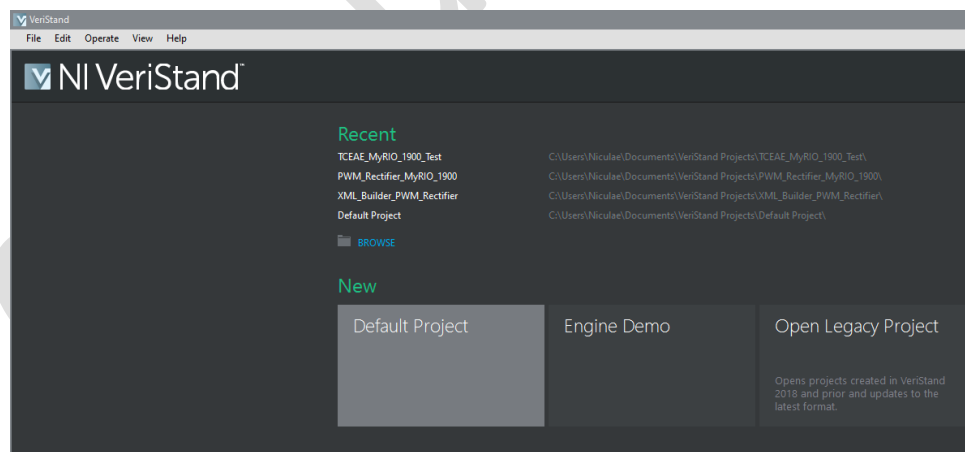 VeriStand
File Edit Operate View Help
NI VeriStand™
Recent
TCEAE_MyRIO_1900_Test C:\Users\Niculae\Documents\VeriStand Projects\TCEAE_MyRIO_1900_Test\
PWM_Rectifier_MyRIO_1900 C:\Users\Niculae\Documents\VeriStand Projects\PWM_Rectifier_MyRIO_1900\
XML_Builder_PWM_Rectifier C:\Users\Niculae\Documents\VeriStand Projects\XML_Builder_PWM_Rectifier\
Default Project C:\Users\Niculae\Documents\VeriStand Projects\Default Project\
BROWSE
New
Default Project
Engine Demo
Open Legacy Project
Opens projects created in VeriStand
2018 and prior and updates to the
latest format.